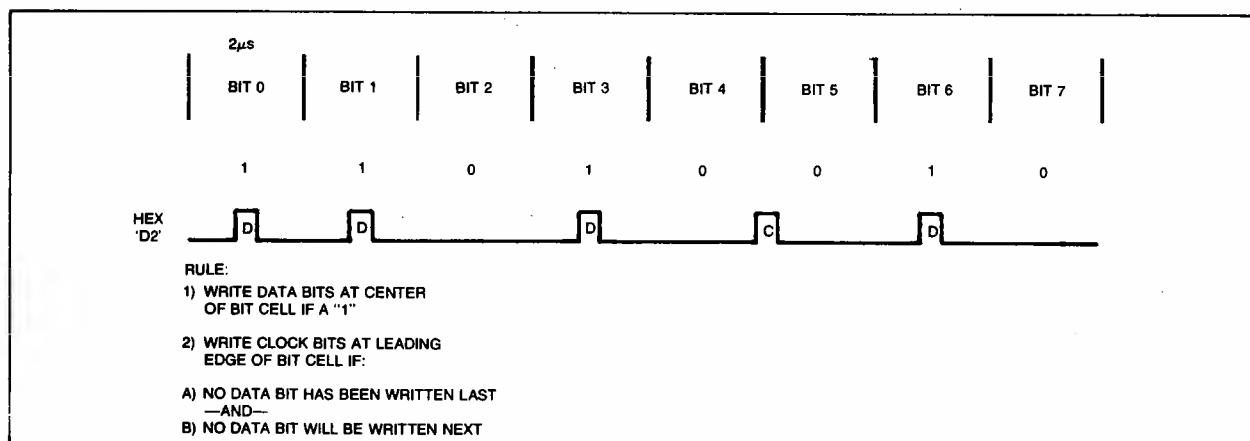 2μs
BIT 0 BIT 1 BIT 2 BIT 3 BIT 4 BIT 5 BIT 6 BIT 7
1 1 0 1 0 0 1 0
HEX
'D2'
D D D C D
RULE:
1) WRITE DATA BITS AT CENTER
OF BIT CELL IF A "1"
2) WRITE CLOCK BITS AT LEADING
EDGE OF BIT CELL IF:
A) NO DATA BIT HAS BEEN WRITTEN LAST
—AND—
B) NO DATA BIT WILL BE WRITTEN NEXT